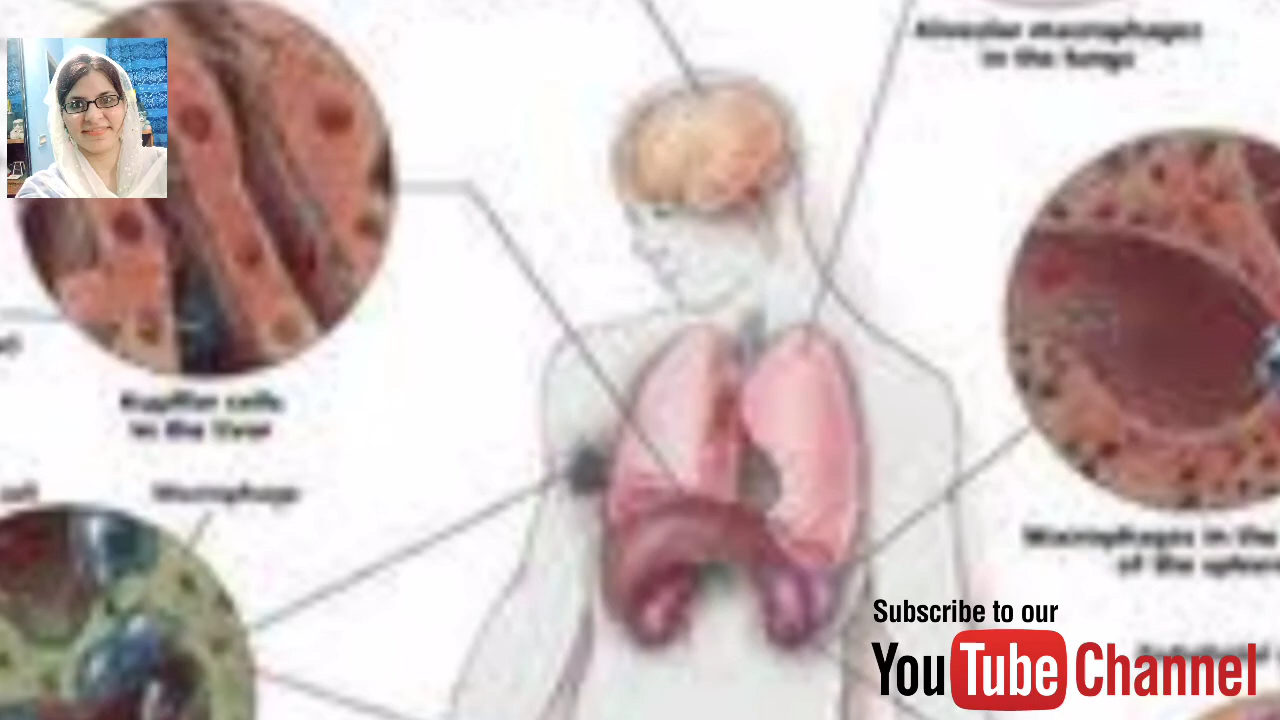 Alveolar macrophages
in the lungs
Kupffer cells
in the liver
cell
Macrophage
Macrophages in the
of the spleen
Subscribe to our
YouTube Channel